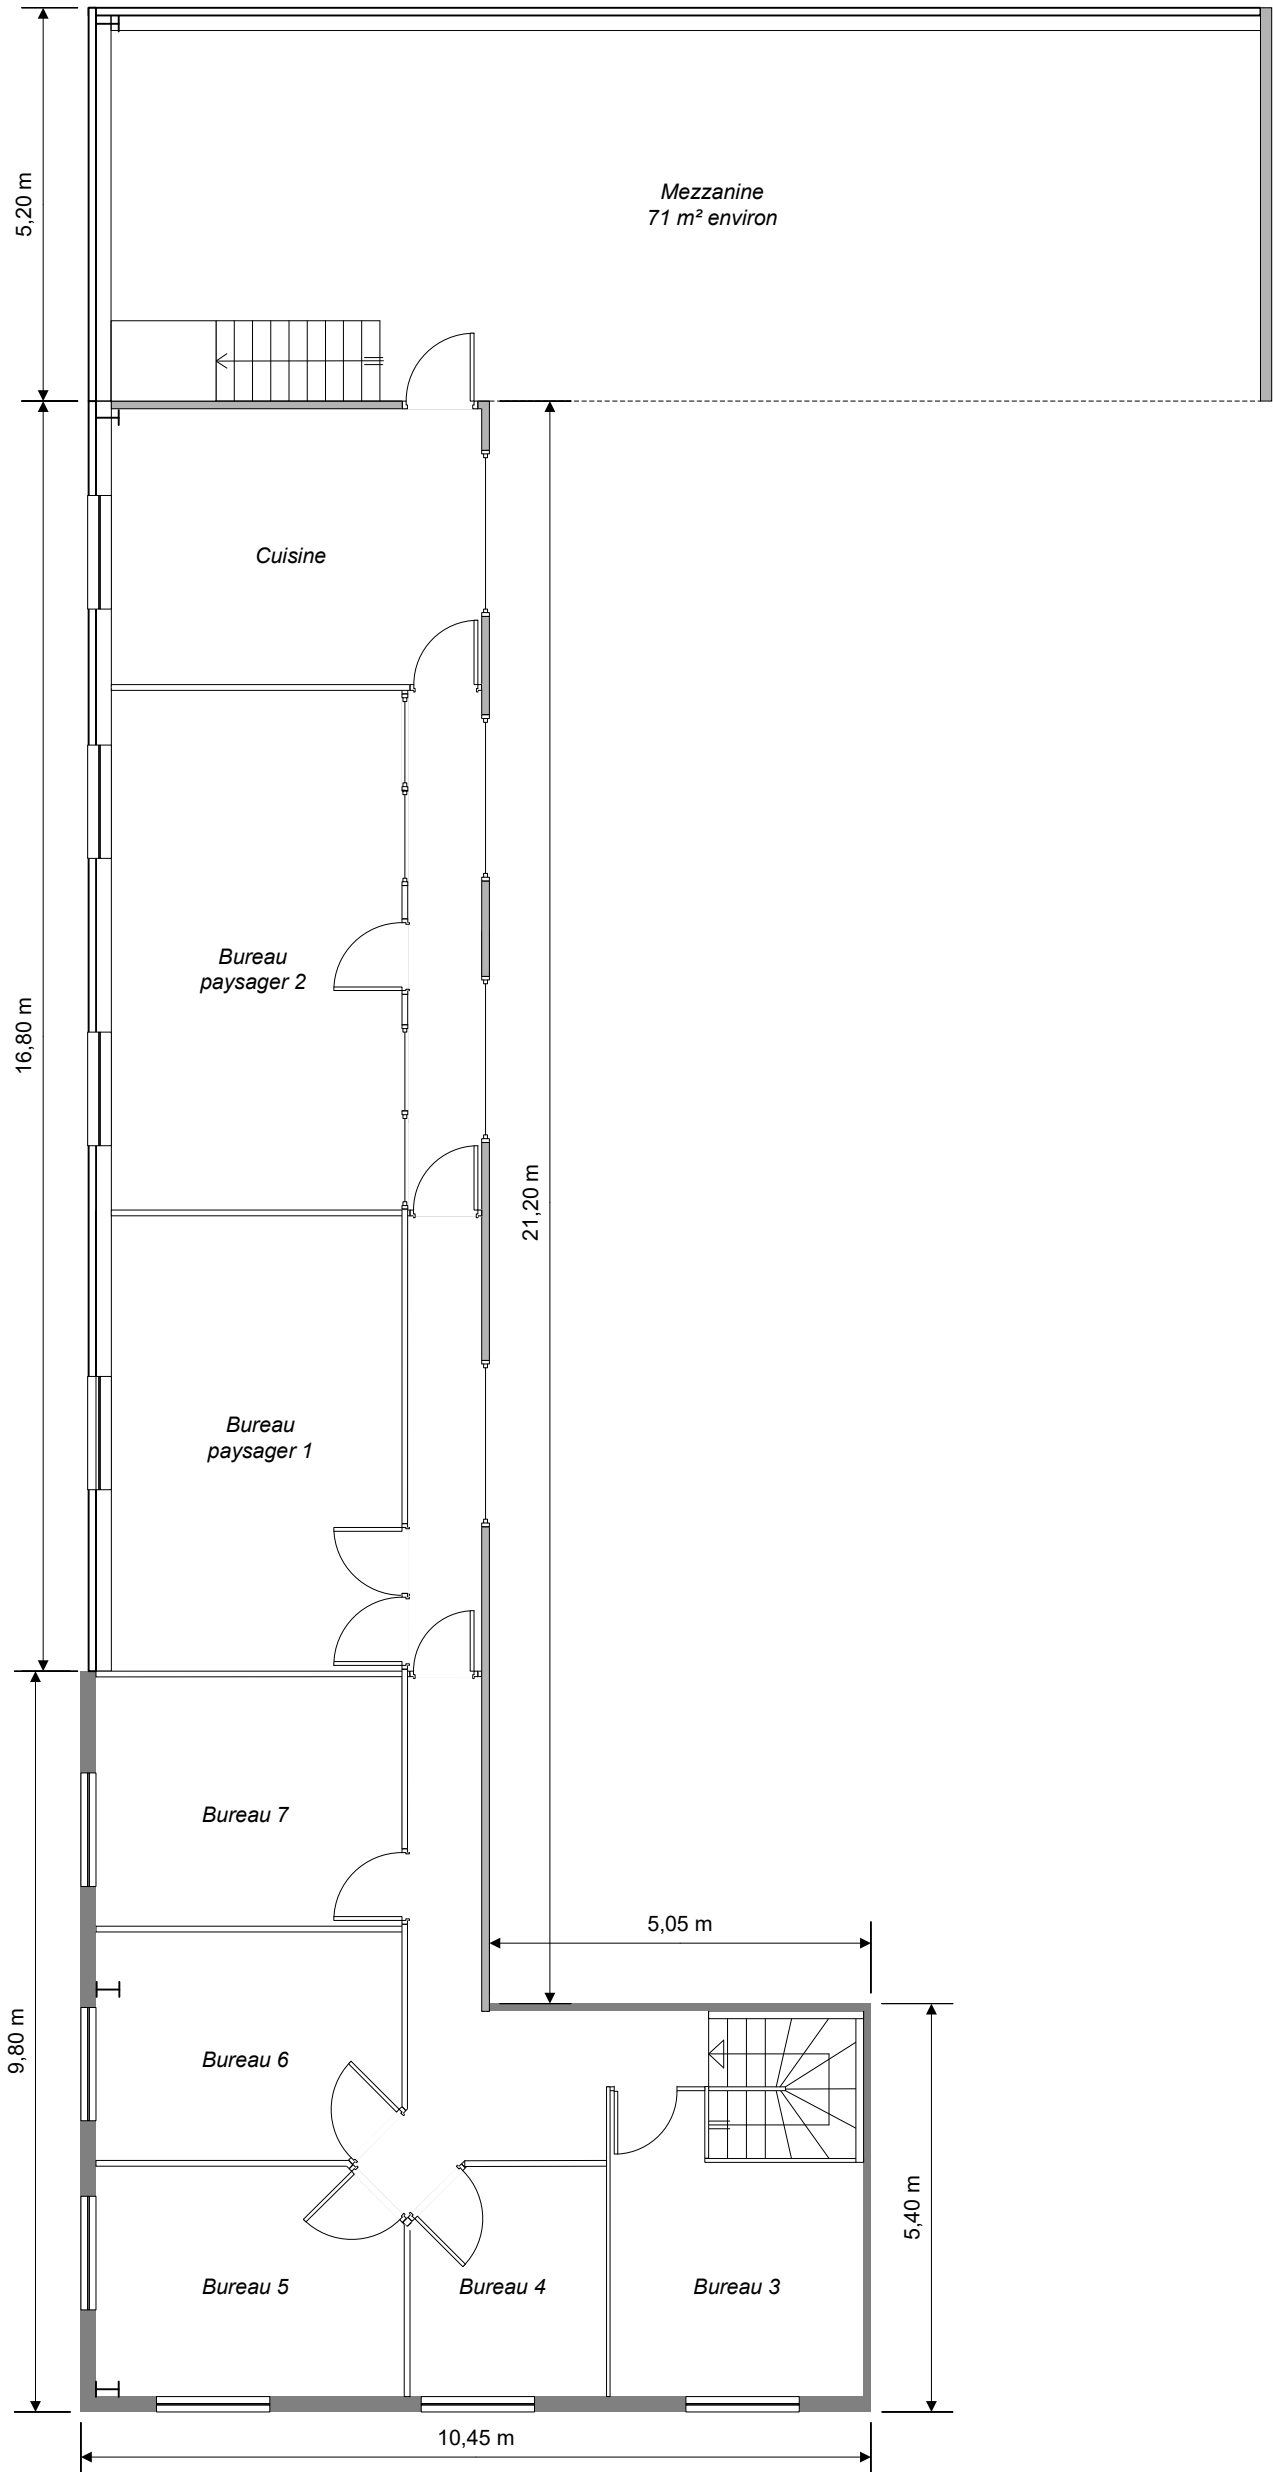 5,20 m
Mezzanine
71 m² environ
Cuisine
16,80 m
Bureau
paysager 2
21,20 m
Bureau
paysager 1
Bureau 7
5,05 m
9,80 m
Bureau 6
5,40 m
Bureau 5
Bureau 4
Bureau 3
10,45 m